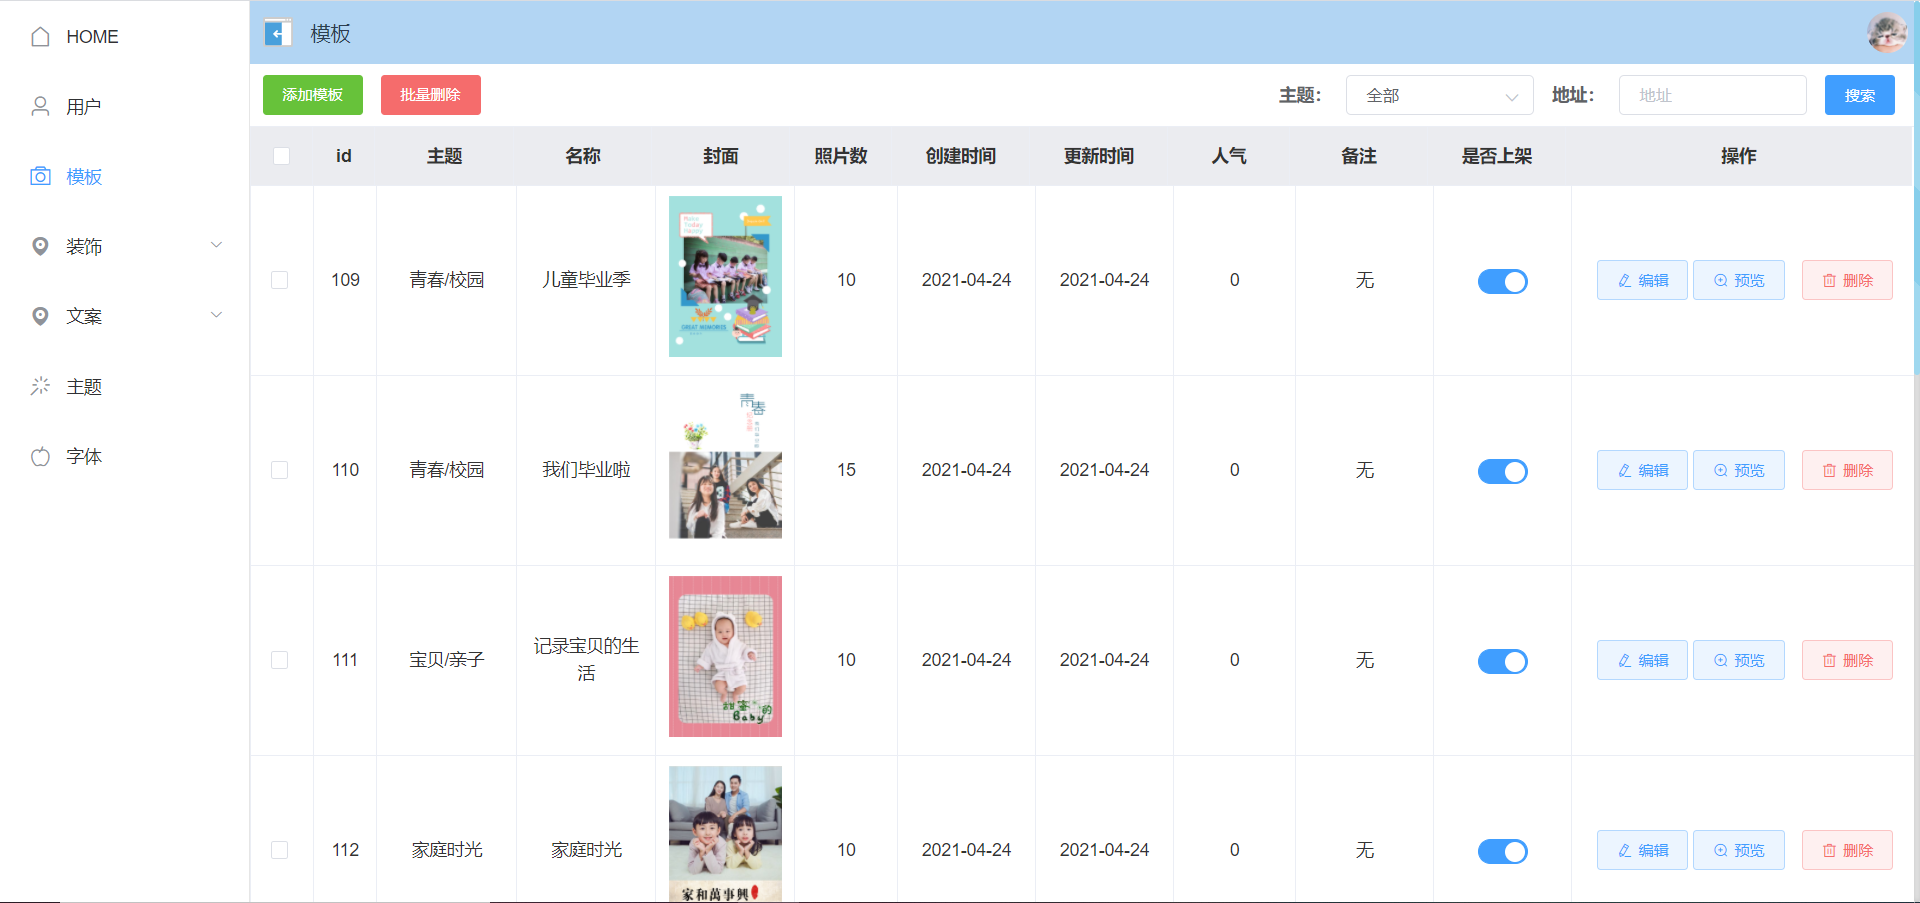 HOME
用户
模板
装饰
文案
主题
字体
模板
添加模板
批量删除
主题：
全部
地址：
地址
搜索
id
主题
名称
封面
照片数
创建时间
更新时间
人气
备注
是否上架
操作
109
青春/校园
儿童毕业季
Make
Today
Happy
GREAT MEMORIES
10
2021-04-24
2021-04-24
0
无
编辑
预览
删除
110
青春/校园
我们毕业啦
青春
15
2021-04-24
2021-04-24
0
无
编辑
预览
删除
111
宝贝/亲子
记录宝贝的生
活
甜蜜的
Baby
10
2021-04-24
2021-04-24
0
无
编辑
预览
删除
112
家庭时光
家庭时光
家和萬事興
10
2021-04-24
2021-04-24
0
无
编辑
预览
删除